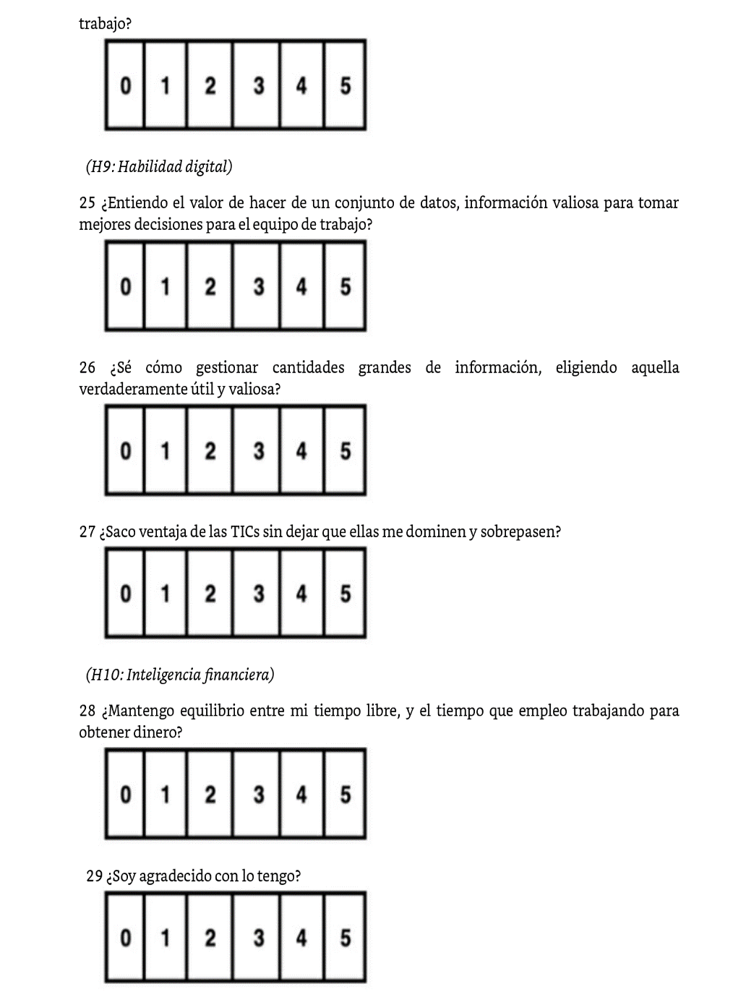 trabajo?
0 1 2 3 4 5
(H9: Habilidad digital)
25 ¿Entiendo el valor de hacer de un conjunto de datos, información valiosa para tomar
mejores decisiones para el equipo de trabajo?
0 1 2 3 4 5
26 ¿Sé cómo gestionar cantidades grandes de información, eligiendo aquella
verdaderamente útil y valiosa?
0 1 2 3 4 5
27 ¿Saco ventaja de las TICs sin dejar que ellas me dominen y sobrepasen?
0 1 2 3 4 5
(H10: Inteligencia financiera)
28 ¿Mantengo equilibrio entre mi tiempo libre, y el tiempo que empleo trabajando para
obtener dinero?
0 1 2 3 4 5
29 ¿Soy agradecido con lo tengo?
0 1 2 3 4 5